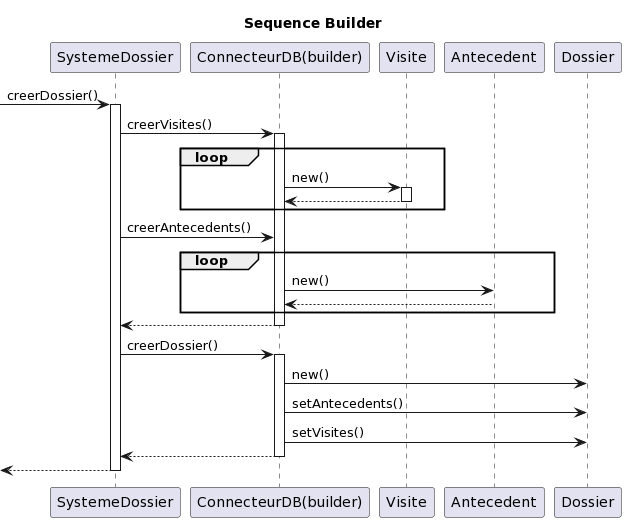 Sequence Builder
SystemeDossier ConnecteurDB(builder) Visite Antecedent Dossier
creerDossier()
creerVisites()
loop
new()
creerAntecedents()
loop
new()
creerDossier()
new()
setAntecedents()
setVisites()
SystemeDossier ConnecteurDB(builder) Visite Antecedent Dossier